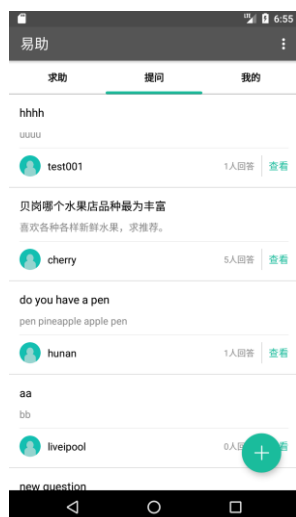 6:55
易助
求助 提问 我的
hhhh
uuuu
test001 1人回答 查看
贝岗哪个水果店品种最为丰富
喜欢各种各样新鲜水果，求推荐。
cherry 5人回答 查看
do you have a pen
pen pineapple apple pen
hunan 1人回答 查看
aa
bb
liveipool 0人回 看
new question